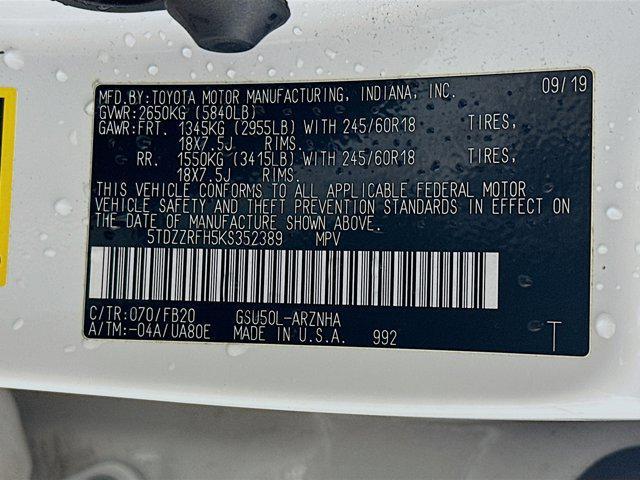 MFD.BY:TOYOTA MOTOR MANUFACTURING, INDIANA, INC. 09/19
GVWR:2650KG (5840LB)
GAWR:FRT. 1345KG (2955LB) WITH 245/60R18 TIRES,
18X7.5J RIMS.
RR. 1550KG (3415LB) WITH 245/60R18 TIRES,
18X7.5J RIMS.
THIS VEHICLE CONFORMS TO ALL APPLICABLE FEDERAL MOTOR
VEHICLE SAFETY AND THEFT PREVENTION STANDARDS IN EFFECT ON
THE DATE OF MANUFACTURE SHOWN ABOVE.
5TDZZRFH5KS352389 MPV
C/TR:070/FB20 GSU50L-ARZNHA
A/TM:-04A/UA80E MADE IN U.S.A. 992 T